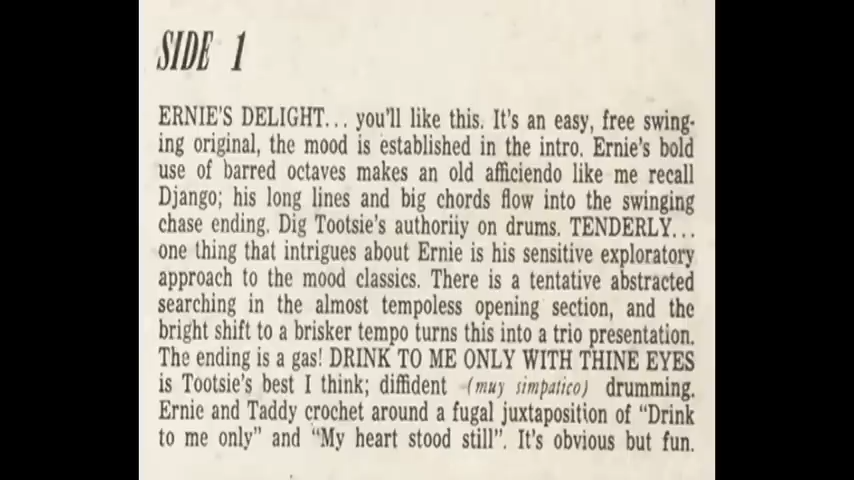 SIDE 1
ERNIE'S DELIGHT... you'll like this. It's an easy, free swing-
ing original, the mood is established in the intro. Ernie's bold
use of barred octaves makes an old afficiendo like me recall
Django; his long lines and big chords flow into the swinging
chase ending. Dig Tootsie's authoriiy on drums. TENDERLY...
one thing that intrigues about Ernie is his sensitive exploratory
approach to the mood classics. There is a tentative abstracted
searching in the almost tempoless opening section, and the
bright shift to a brisker tempo turns this into a trio presentation.
The ending is a gas! DRINK TO ME ONLY WITH THINE EYES
is Tootsie's best I think; diffident (muy simpatico) drumming.
Ernie and Taddy crochet around a fugal juxtaposition of “Drink
to me only” and “My heart stood still”. It's obvious but fun.